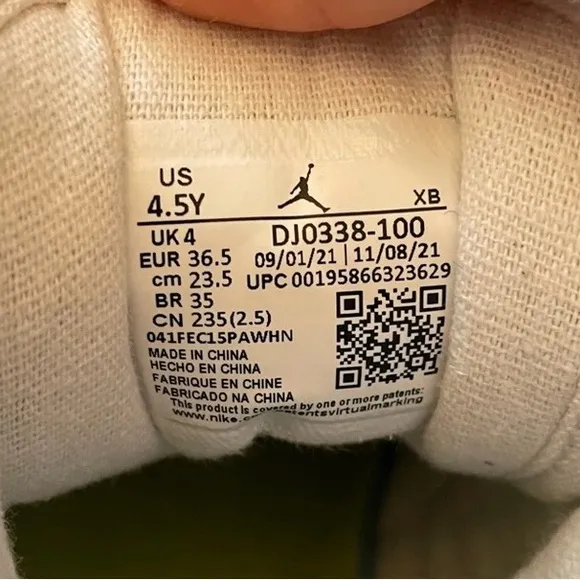 US
4.5Y
XB
UK 4
DJ0338-100
EUR 36.5
09/01/21 | 11/08/21
cm 23.5
UPC 00195866323629
BR 35
CN 235(2.5)
041FEC15PAWHN
MADE IN CHINA
HECHO EN CHINA
FABRIQUE EN CHINE
FABRICADO NA CHINA
This product is covered by one or more patents:
www.nike.